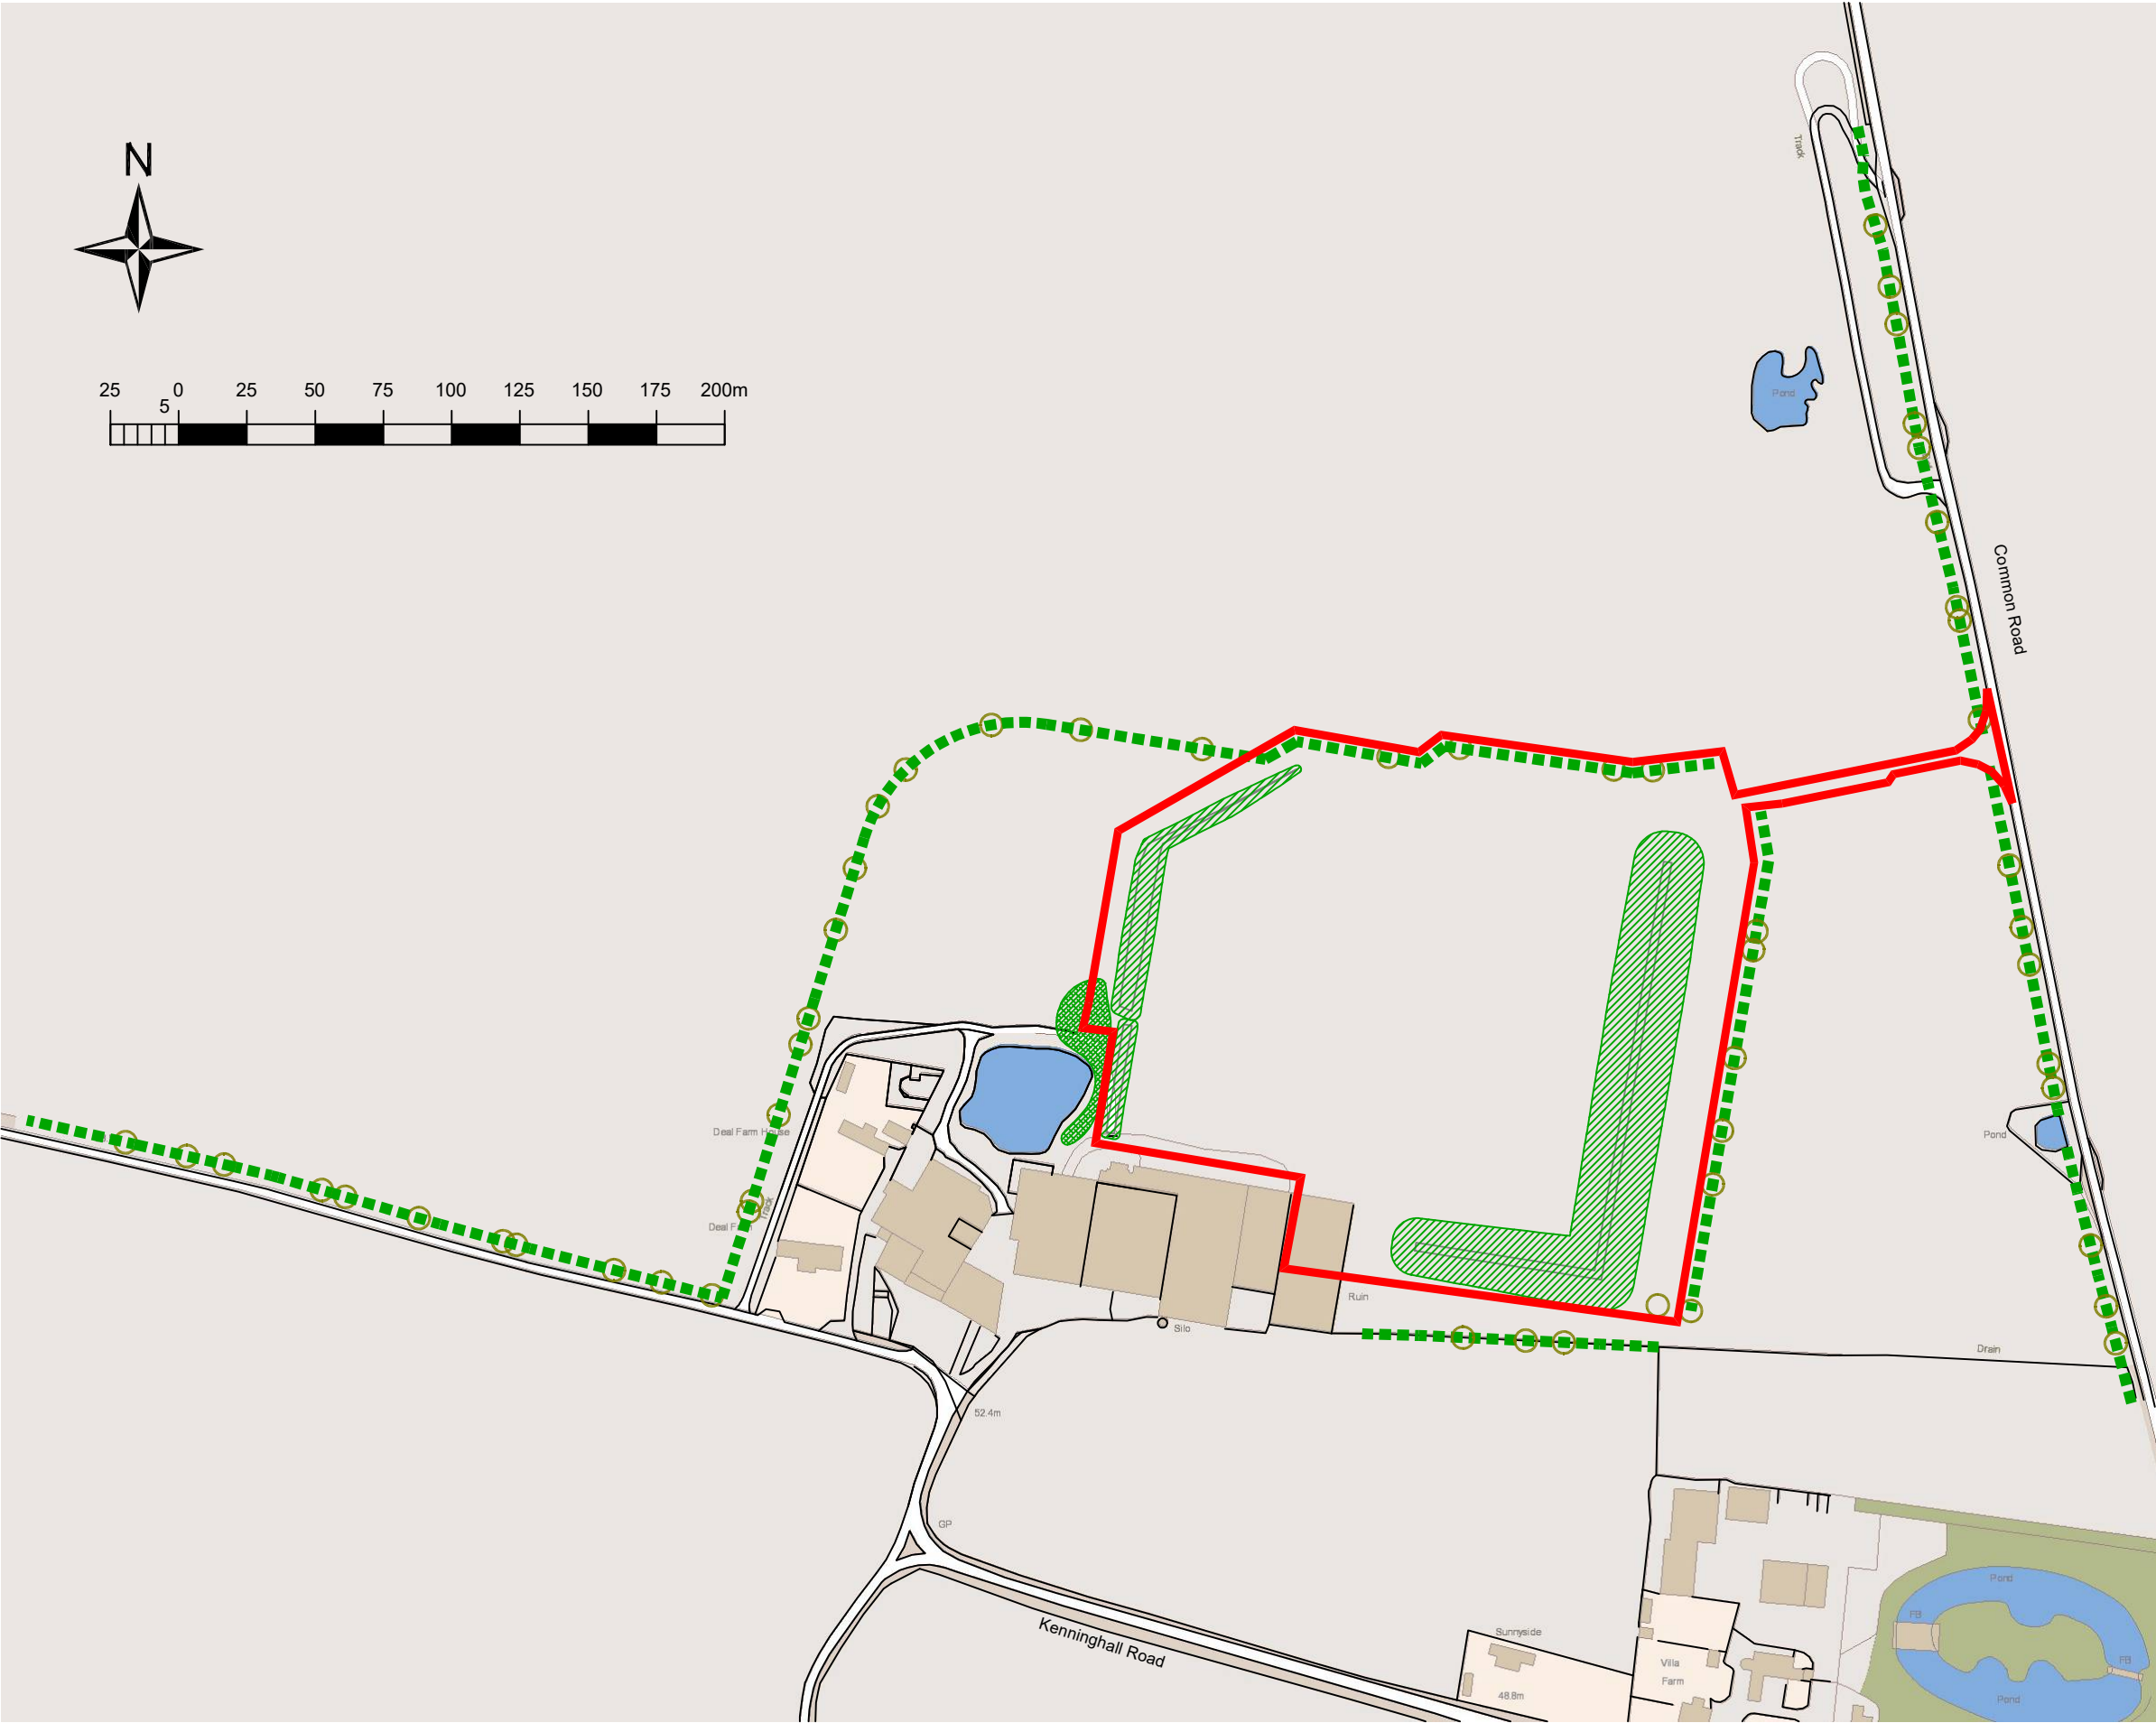 N
25 0 25 50 75 100 125 150 175 200m
5
Track
Pond
Common Road
Pond
Deal Farm House
Track
Ruin
Silo
Drain
52.4m
GP
Kenninghall Road
Sunnyside
48.8m
Villa
Farm
Pond
FB
FB
Pond